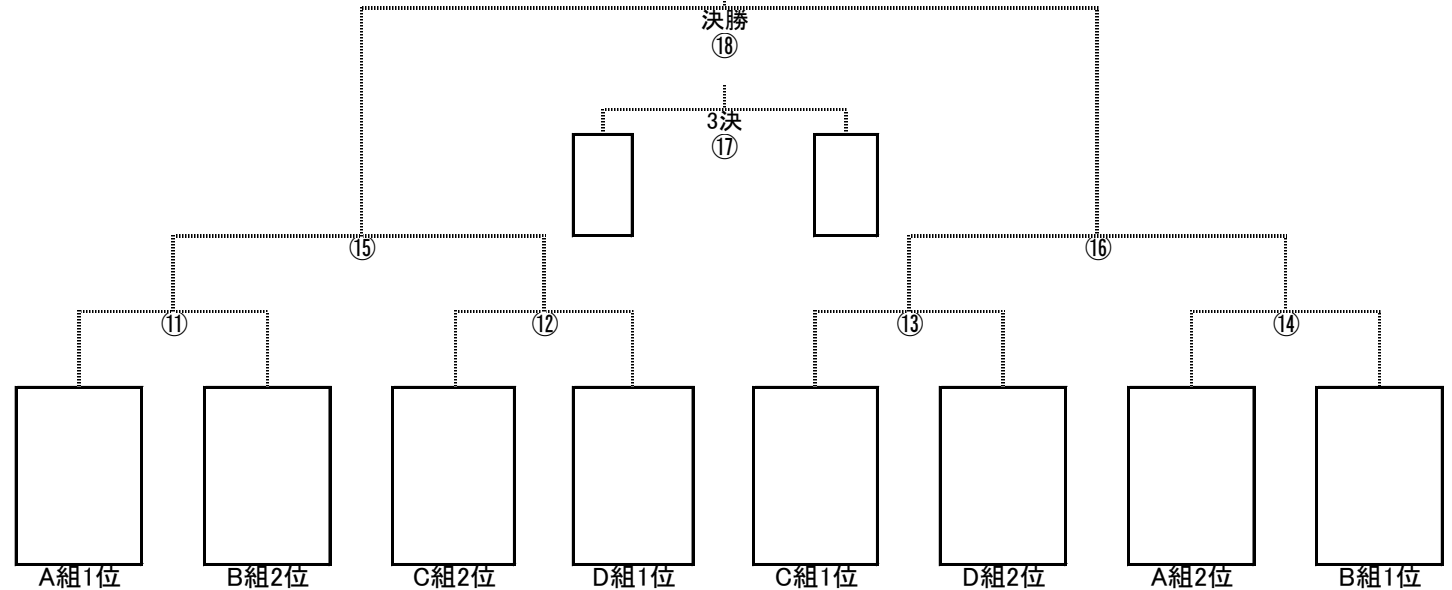 決勝
⑱
3決
⑰
⑮
⑯
⑪
⑫
⑬
⑭
A組1位
B組2位
C組2位
D組1位
C組1位
D組2位
A組2位
B組1位